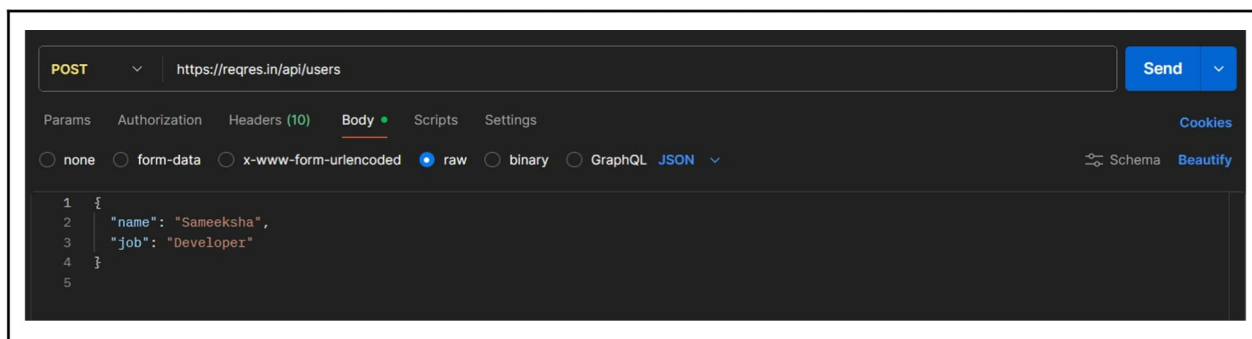 POST https://reqres.in/api/users Send
Params Authorization Headers (10) Body Scripts Settings Cookies
none form-data x-www-form-urlencoded raw binary GraphQL JSON Schema Beautify
1 {
2 "name": "Sameeksha",
3 "job": "Developer"
4 }
5